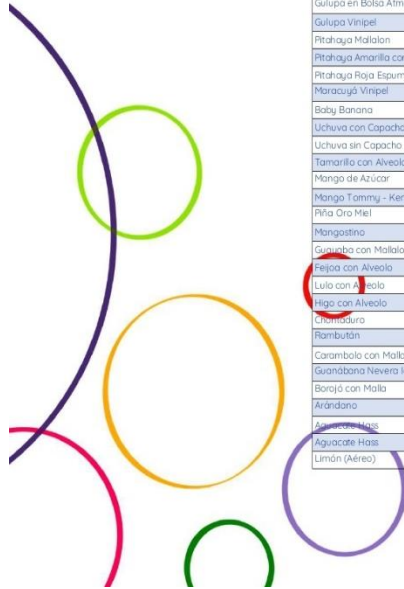 Gulupa en Bolsa Atm
Gulupa Vinipel
Pitahaya Mallalon
Pitahaya Amarilla con
Pitahaya Roja Espum
Maracuyá Vinipel
Baby Banana
Uchuva con Capacho
Uchuva sin Capacho
Tamarillo con Alveolo
Mango de Azúcar
Mango Tommy - Ken
Piña Oro Miel
Mangostino
Guayaba con Mallalo
Feijoa con Alveolo
Lulo con Alveolo
Higo con Alveolo
Chontaduro
Rambután
Carambolo con Malla
Guanábana Nevera I
Borojó con Malla
Arándano
Aguacate Hass
Aguacate Hass
Limón (Aéreo)